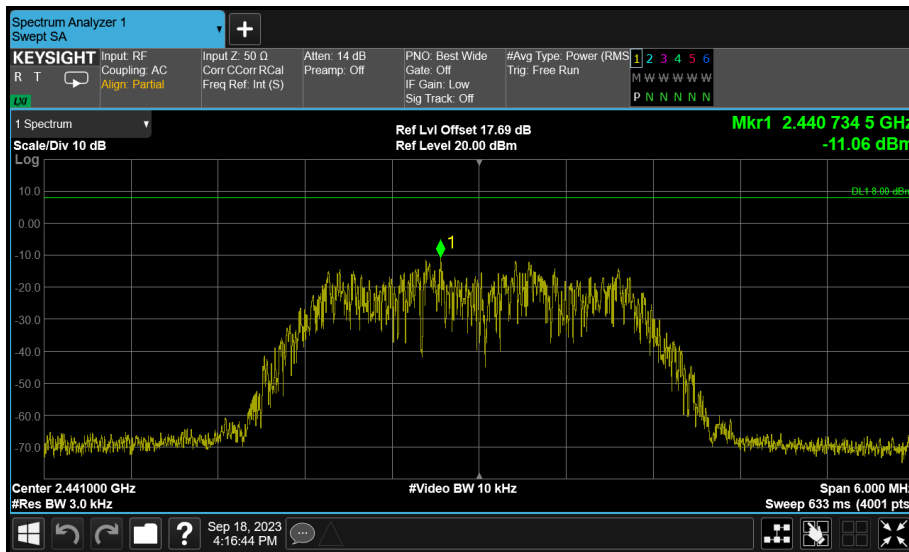 Spectrum Analyzer 1
Swept SA
KEYSIGHT
R T
LXI
Input: RF
Coupling: AC
Align: Partial
Input Z: 50 Ω
Corr CCorr RCal
Freq Ref: Int (S)
Atten: 14 dB
Preamp: Off
PNO: Best Wide
Gate: Off
IF Gain: Low
Sig Track: Off
#Avg Type: Power (RMS
Trig: Free Run
1 2 3 4 5 6
M W W W W W
P N N N N N
1 Spectrum
Scale/Div 10 dB
Log
Ref Lvl Offset 17.69 dB
Ref Level 20.00 dBm
Mkr1 2.440 734 5 GHz
-11.06 dBm
DL1 8.00 dBm
10.0
0.00
-10.0
-20.0
-30.0
-40.0
-50.0
-60.0
-70.0
1
Center 2.441000 GHz
#Res BW 3.0 kHz
#Video BW 10 kHz
Span 6.000 MHz
Sweep 633 ms (4001 pts
?
Sep 18, 2023
4:16:44 PM